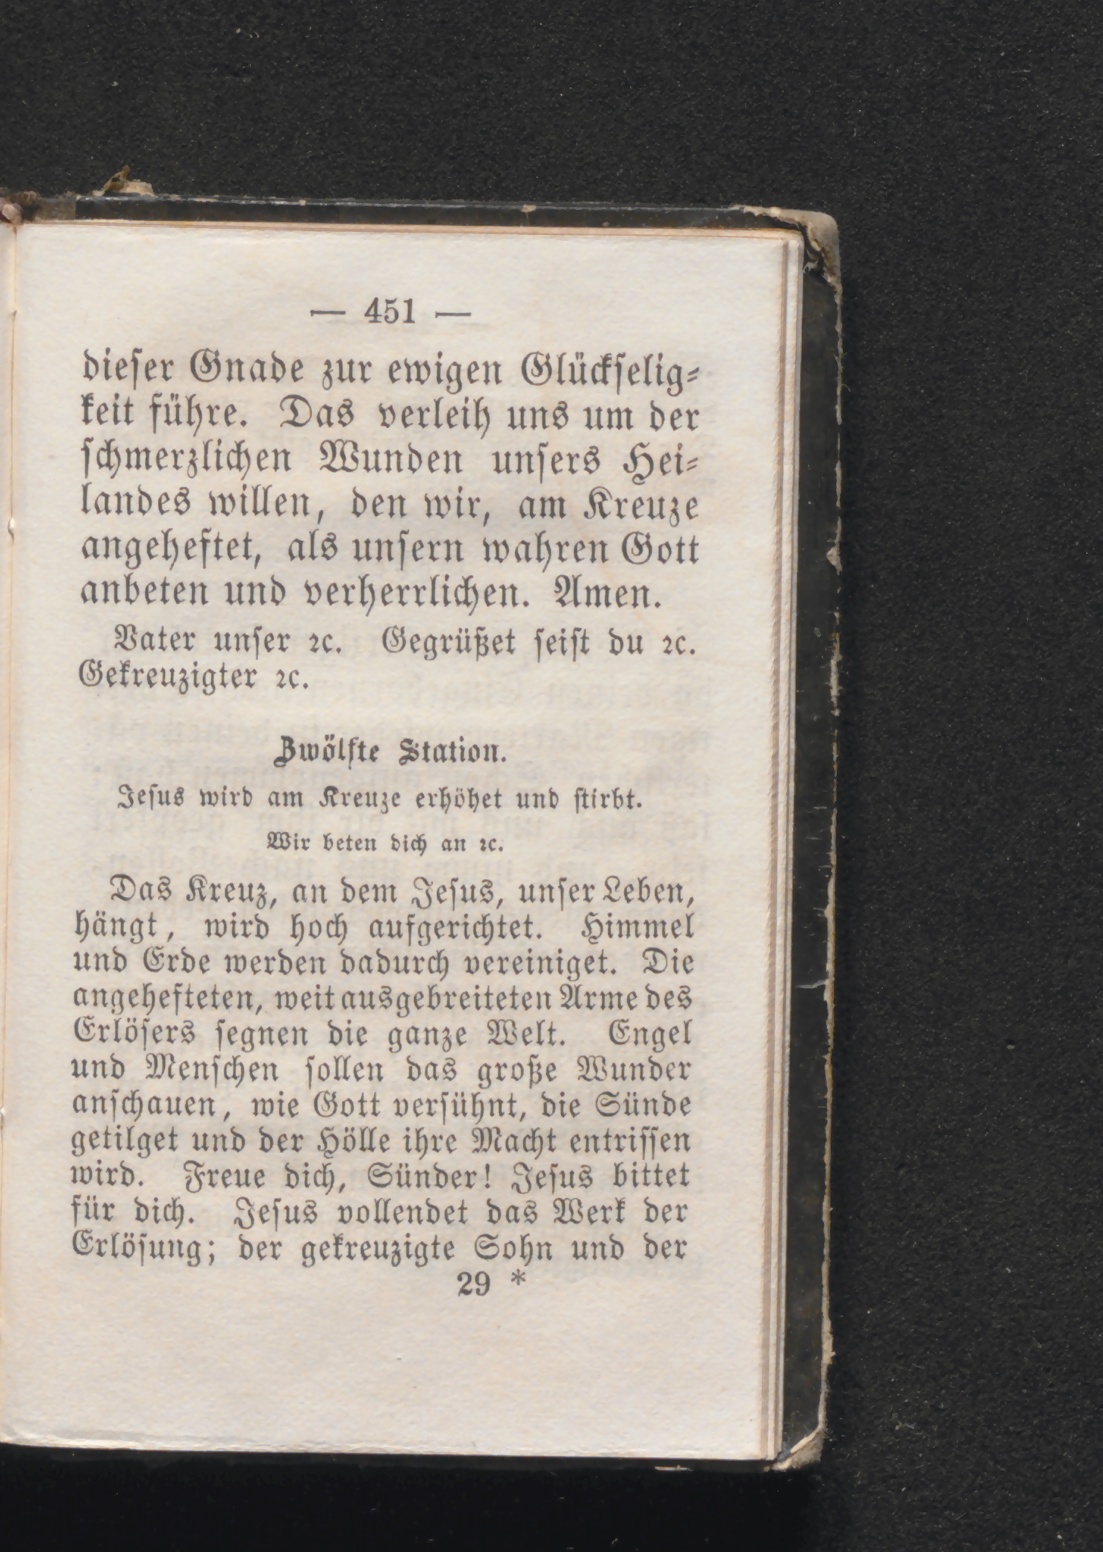 — 451 —
dieser Gnade zur ewigen Glückselig-
keit führe. Das verleih uns um der
schmerzlichen Wunden unsers Hei-
landes willen, den wir, am Kreuze
angeheftet, als unsern wahren Gott
anbeten und verherrlichen. Amen.
Vater unser ꝛc. Gegrüßet seist du ꝛc.
Gekreuzigter ꝛc.
Zwölfte Station.
Jesus wird am Kreuze erhöhet und stirbt.
Wir beten dich an ꝛc.
Das Kreuz, an dem Jesus, unser Leben,
hängt, wird hoch aufgerichtet. Himmel
und Erde werden dadurch vereiniget. Die
angehefteten, weit ausgebreiteten Arme des
Erlösers segnen die ganze Welt. Engel
und Menschen sollen das große Wunder
anschauen, wie Gott versühnt, die Sünde
getilget und der Hölle ihre Macht entrissen
wird. Freue dich, Sünder! Jesus bittet
für dich. Jesus vollendet das Werk der
Erlösung; der gekreuzigte Sohn und der
29 *